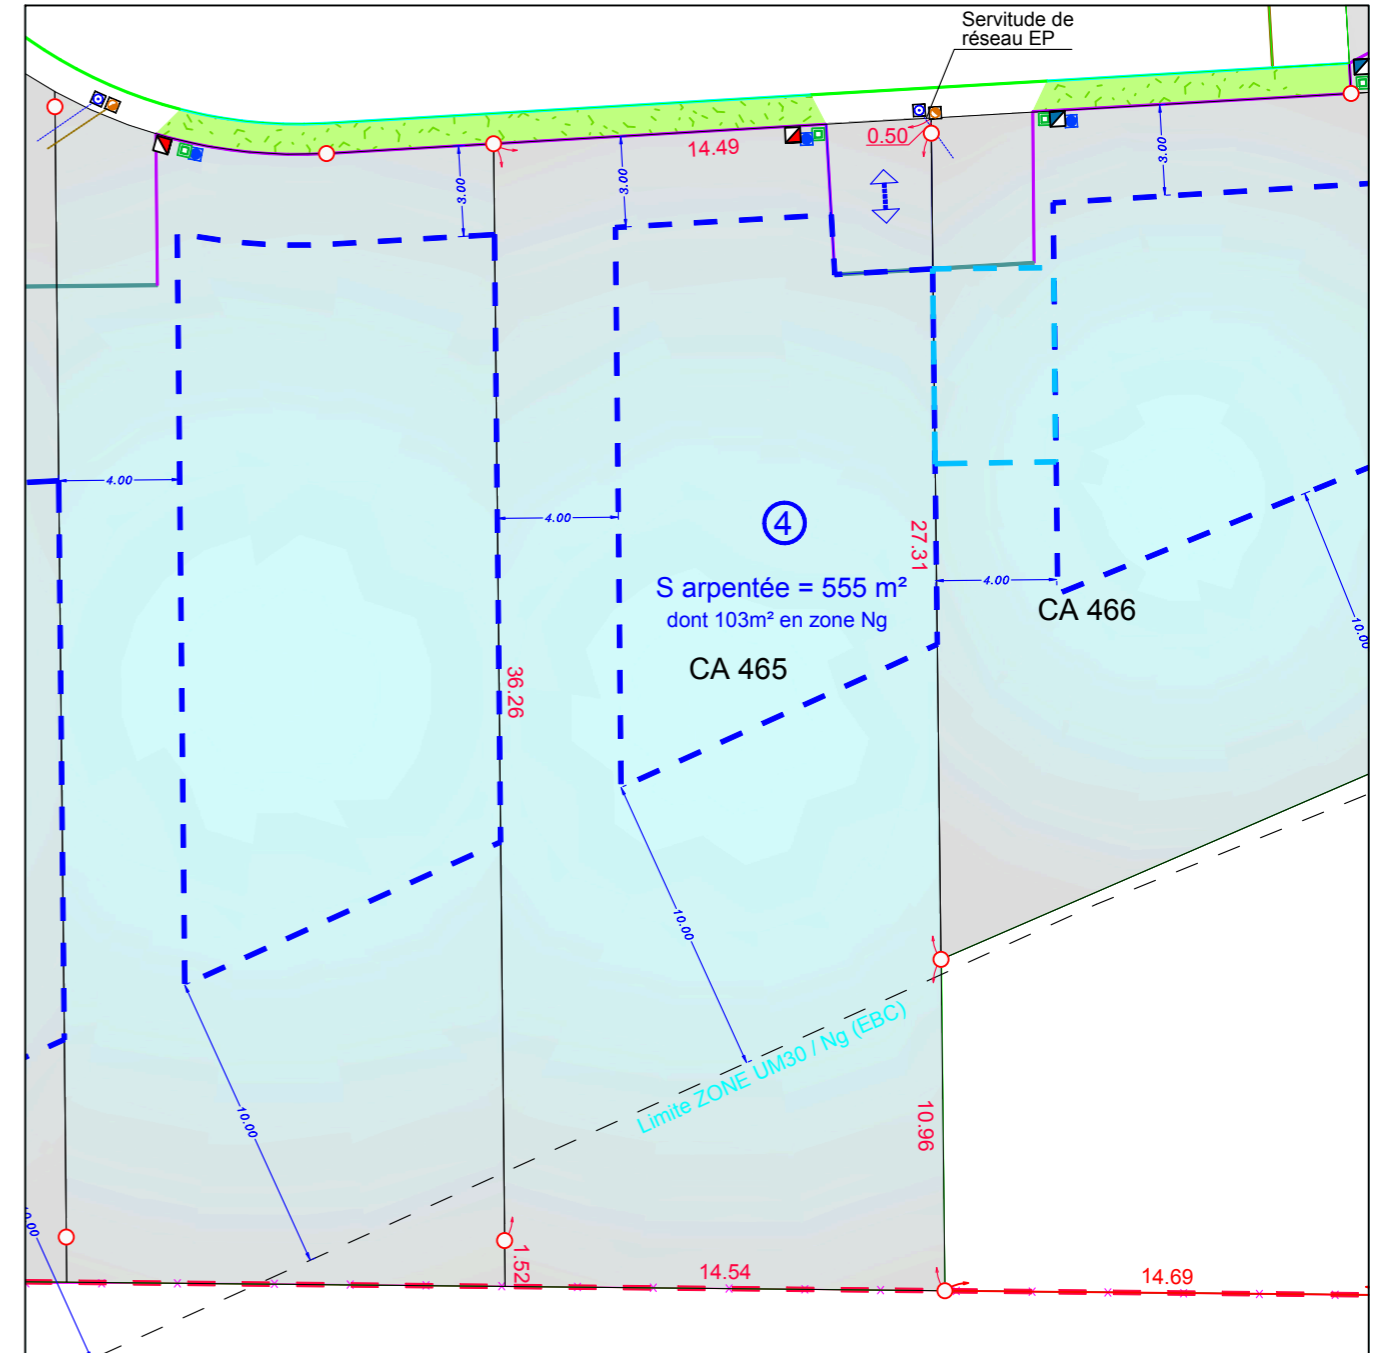 Servitude de
réseau EP
14.49
0.50
3.00
3.00
3.00
4.00
4.00
4
27.31
S arpentée = 555 m²
dont 103m² en zone Ng
4.00
CA 466
10.00
CA 465
36.26
10.00
Limite ZONE UM30 / Ng (EBC)
10.00
10.96
1.52
14.54
14.69